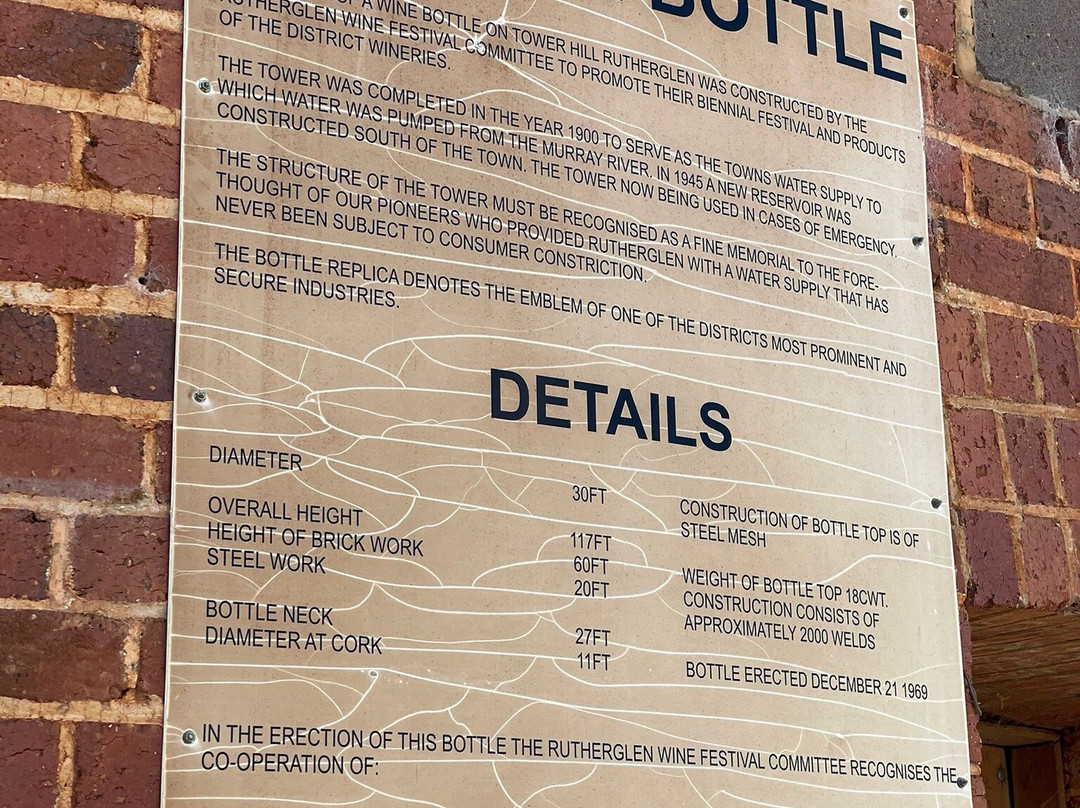 BOTTLE
OF A WINE BOTTLE ON TOWER HILL RUTHERGLEN WAS CONSTRUCTED BY THE
RUTHERGLEN WINE FESTIVAL COMMITTEE TO PROMOTE THEIR BIENNIAL FESTIVAL AND PRODUCTS
OF THE DISTRICT WINERIES.
THE TOWER WAS COMPLETED IN THE YEAR 1900 TO SERVE AS THE TOWNS WATER SUPPLY TO
WHICH WATER WAS PUMPED FROM THE MURRAY RIVER. IN 1945 A NEW RESERVOIR WAS
CONSTRUCTED SOUTH OF THE TOWN. THE TOWER NOW BEING USED IN CASES OF EMERGENCY.
THE STRUCTURE OF THE TOWER MUST BE RECOGNISED AS A FINE MEMORIAL TO THE FORE-
THOUGHT OF OUR PIONEERS WHO PROVIDED RUTHERGLEN WITH A WATER SUPPLY THAT HAS
NEVER BEEN SUBJECT TO CONSUMER CONSTRICTION.
THE BOTTLE REPLICA DENOTES THE EMBLEM OF ONE OF THE DISTRICTS MOST PROMINENT AND
SECURE INDUSTRIES.
DETAILS
DIAMETER 30FT
OVERALL HEIGHT 117FT
HEIGHT OF BRICK WORK 60FT
STEEL WORK 20FT
BOTTLE NECK 27FT
DIAMETER AT CORK 11FT
CONSTRUCTION OF BOTTLE TOP IS OF
STEEL MESH
WEIGHT OF BOTTLE TOP 18CWT.
CONSTRUCTION CONSISTS OF
APPROXIMATELY 2000 WELDS
BOTTLE ERECTED DECEMBER 21 1969
IN THE ERECTION OF THIS BOTTLE THE RUTHERGLEN WINE FESTIVAL COMMITTEE RECOGNISES THE
CO-OPERATION OF: